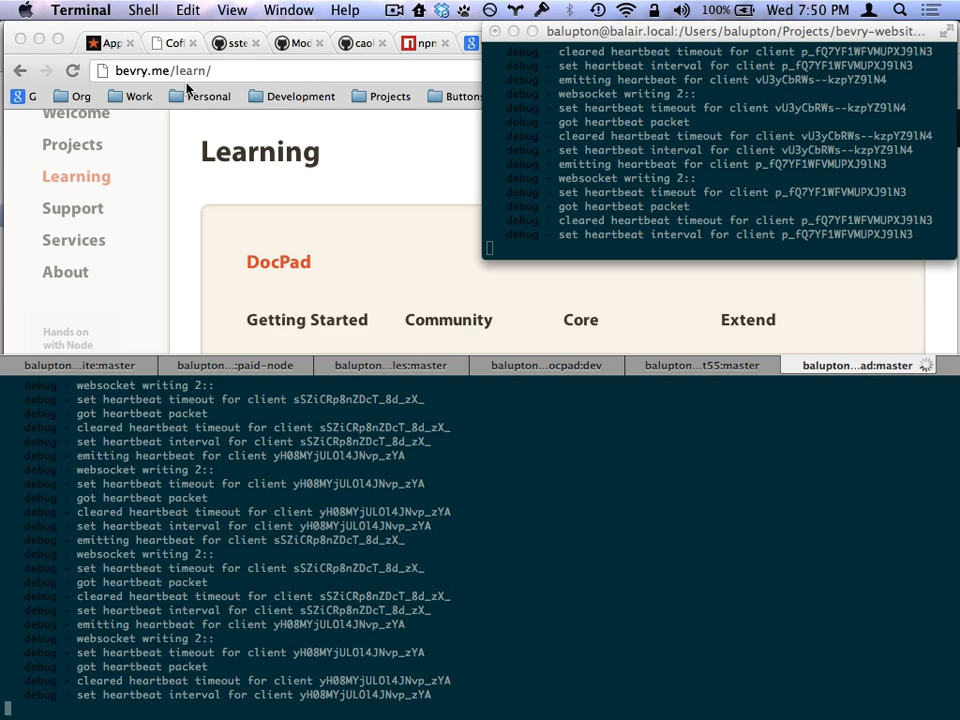 Terminal Shell Edit View Window Help 100% Wed 7:50 PM
App Cof sste Mod caol npm
bevry.me/learn/
G Org Work Personal Development Projects Button
Welcome
Projects
Learning
Support
Services
About
Hands on
with Node
Learning
DocPad
Getting Started Community Core Extend
balupton@balair.local:/Users/balupton/Projects/bevry-websit...
debug - cleared heartbeat timeout for client p_fQ7YF1WFVMUPXJ9lN3
debug - set heartbeat interval for client p_fQ7YF1WFVMUPXJ9lN3
debug - emitting heartbeat for client vU3yCbRWs--kzpYZ9lN4
debug - websocket writing 2::
debug - set heartbeat timeout for client vU3yCbRWs--kzpYZ9lN4
debug - got heartbeat packet
debug - cleared heartbeat timeout for client vU3yCbRWs--kzpYZ9lN4
debug - set heartbeat interval for client vU3yCbRWs--kzpYZ9lN4
debug - emitting heartbeat for client p_fQ7YF1WFVMUPXJ9lN3
debug - websocket writing 2::
debug - set heartbeat timeout for client p_fQ7YF1WFVMUPXJ9lN3
debug - got heartbeat packet
debug - cleared heartbeat timeout for client p_fQ7YF1WFVMUPXJ9lN3
debug - set heartbeat interval for client p_fQ7YF1WFVMUPXJ9lN3
balupton...ite:master balupton...:paid-node balupton...les:master balupton...ocpad:dev balupton...t55:master balupton...ad:master
debug - websocket writing 2::
debug - set heartbeat timeout for client sSZiCRp8nZDcT_8d_zX_
debug - got heartbeat packet
debug - cleared heartbeat timeout for client sSZiCRp8nZDcT_8d_zX_
debug - set heartbeat interval for client sSZiCRp8nZDcT_8d_zX_
debug - emitting heartbeat for client yH08MYjULOl4JNvp_zYA
debug - websocket writing 2::
debug - set heartbeat timeout for client yH08MYjULOl4JNvp_zYA
debug - got heartbeat packet
debug - cleared heartbeat timeout for client yH08MYjULOl4JNvp_zYA
debug - set heartbeat interval for client yH08MYjULOl4JNvp_zYA
debug - emitting heartbeat for client sSZiCRp8nZDcT_8d_zX_
debug - websocket writing 2::
debug - set heartbeat timeout for client sSZiCRp8nZDcT_8d_zX_
debug - got heartbeat packet
debug - cleared heartbeat timeout for client sSZiCRp8nZDcT_8d_zX_
debug - set heartbeat interval for client sSZiCRp8nZDcT_8d_zX_
debug - emitting heartbeat for client yH08MYjULOl4JNvp_zYA
debug - websocket writing 2::
debug - set heartbeat timeout for client yH08MYjULOl4JNvp_zYA
debug - got heartbeat packet
debug - cleared heartbeat timeout for client yH08MYjULOl4JNvp_zYA
debug - set heartbeat interval for client yH08MYjULOl4JNvp_zYA